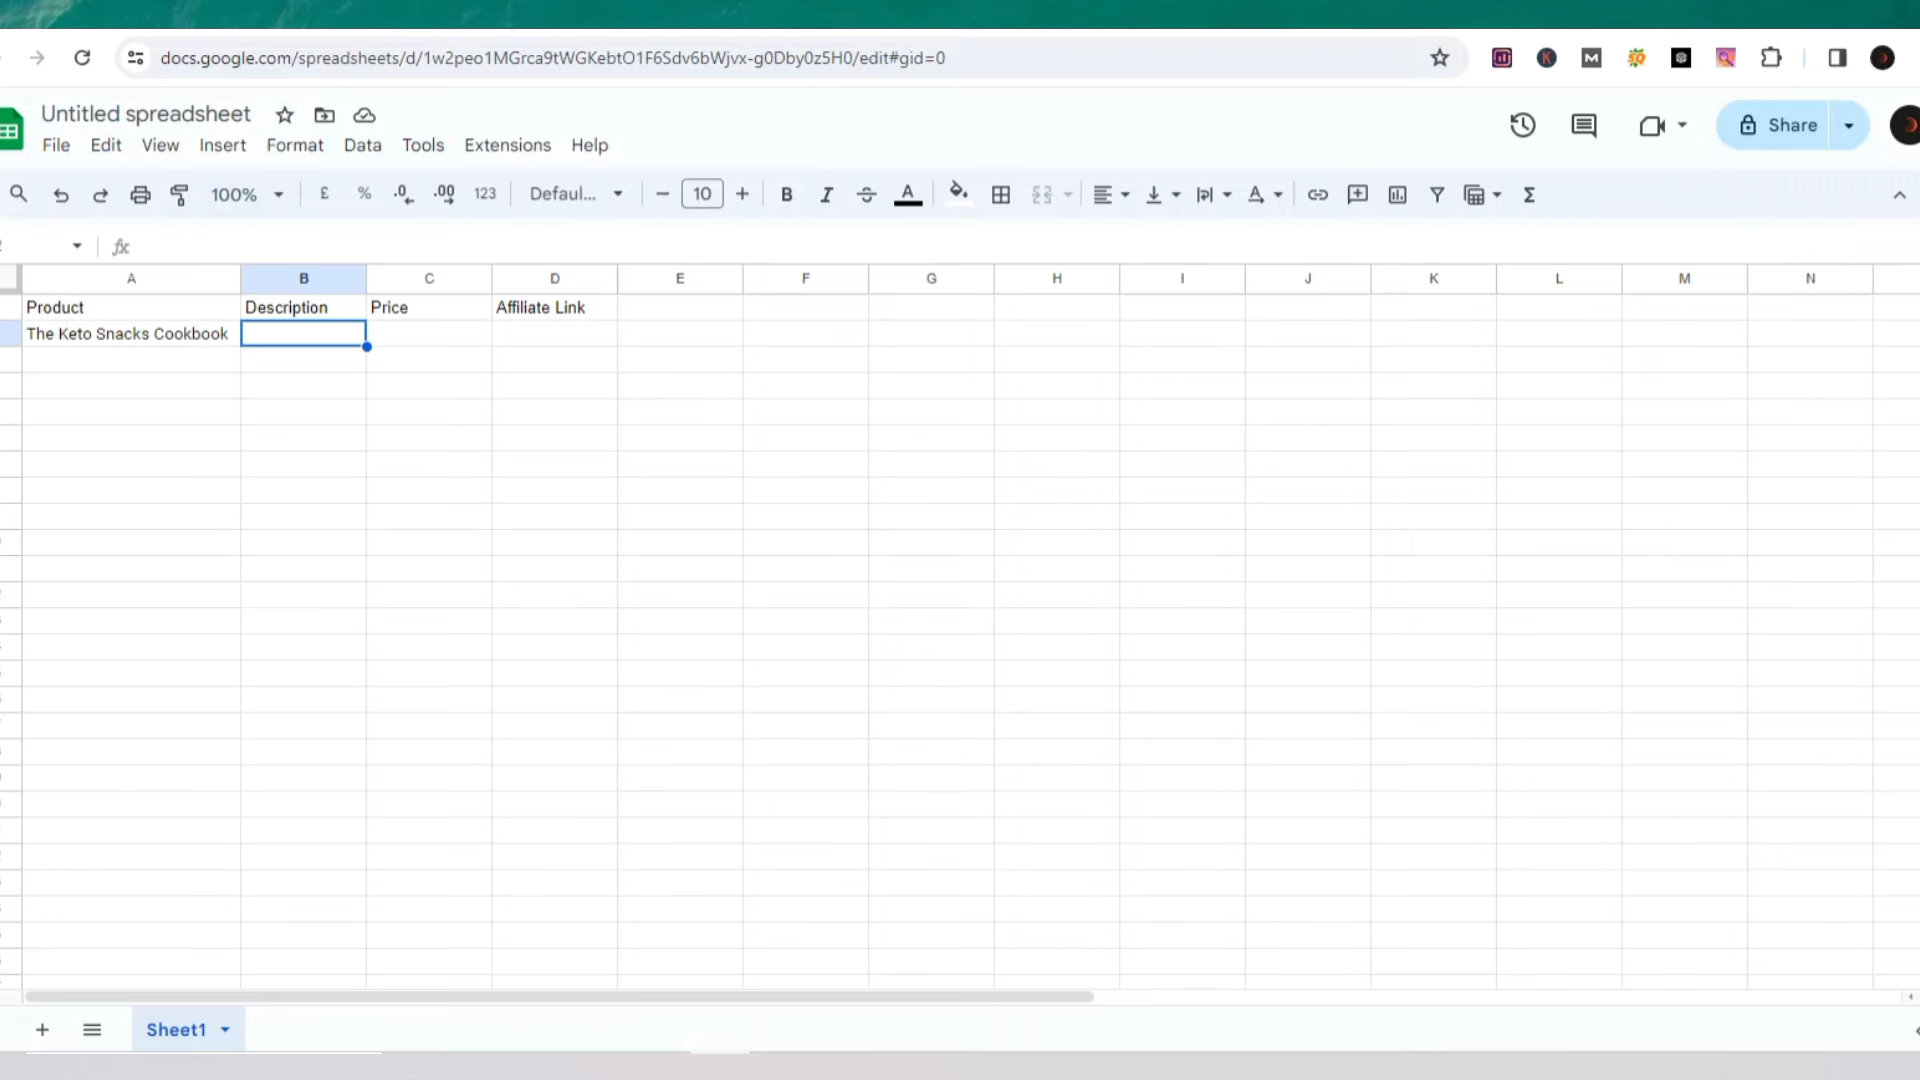 docs.google.com/spreadsheets/d/1w2peo1MGrca9tWGKebtO1F6Sdv6bWjvx-g0Dby0z5H0/edit#gid=0
Untitled spreadsheet
File Edit View Insert Format Data Tools Extensions Help
Share
100% £ % .0 .00 123 Defaul... 10 B I A A Σ
fx
A B C D E F G H I J K L M N
Product Description Price Affiliate Link
The Keto Snacks Cookbook
Sheet1